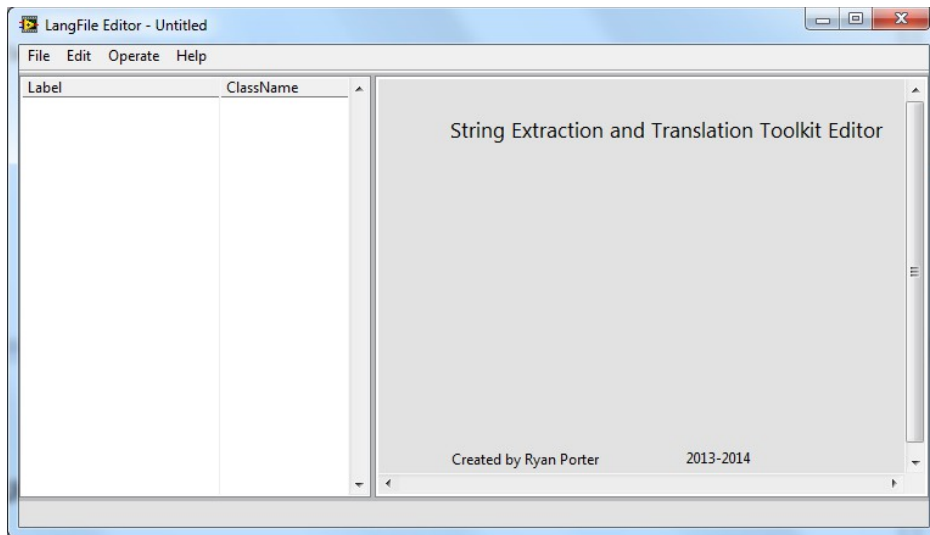 LangFile Editor - Untitled
File Edit Operate Help
Label ClassName
String Extraction and Translation Toolkit Editor
Created by Ryan Porter 2013-2014